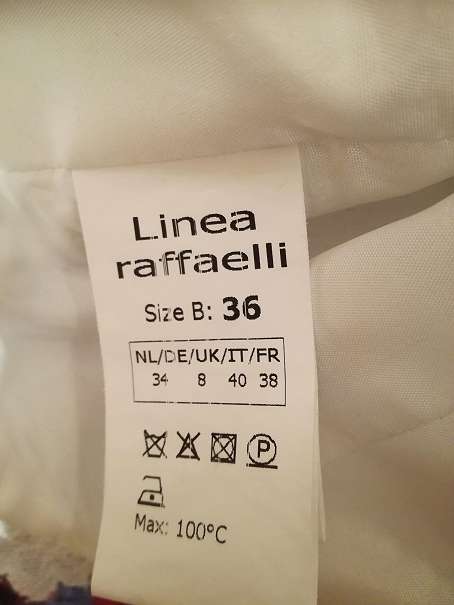 Linea
raffaelli
Size B: 36
NL/DE/UK/IT/FR
34 8 40 38
P
Max: 100°C